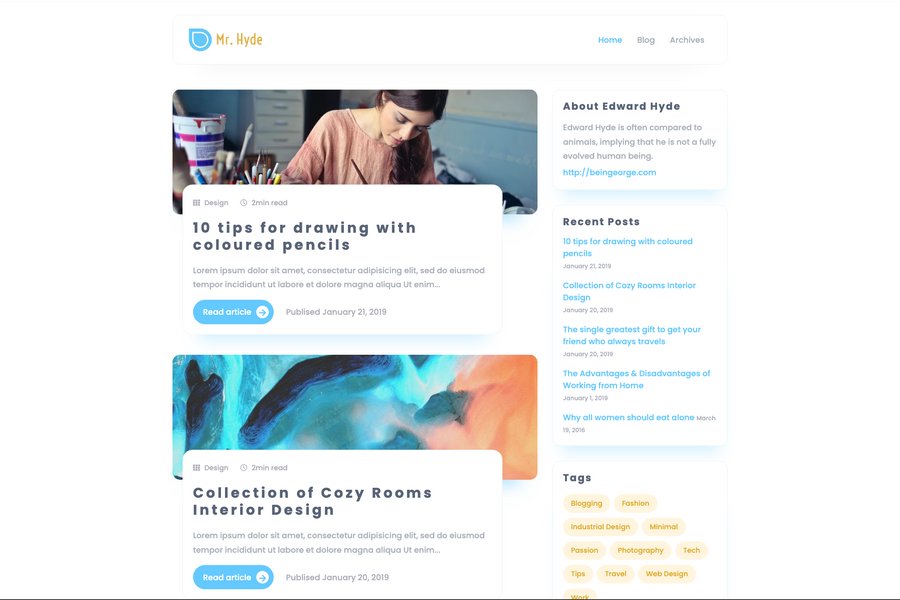 Mr. Hyde
Home Blog Archives
Design 2min read
10 tips for drawing with
coloured pencils
Lorem ipsum dolor sit amet, consectetur adipisicing elit, sed do eiusmod
tempor incididunt ut labore et dolore magna aliqua Ut enim...
Read article Publised January 21, 2019
Design 2min read
Collection of Cozy Rooms
Interior Design
Lorem ipsum dolor sit amet, consectetur adipisicing elit, sed do eiusmod
tempor incididunt ut labore et dolore magna aliqua Ut enim...
Read article Publised January 20, 2019
About Edward Hyde
Edward Hyde is often compared to
animals, implying that he is not a fully
evolved human being.
http://beingeorge.com
Recent Posts
10 tips for drawing with coloured
pencils
January 21, 2019
Collection of Cozy Rooms Interior
Design
January 20, 2019
The single greatest gift to get your
friend who always travels
January 20, 2019
The Advantages & Disadvantages of
Working from Home
January 1, 2019
Why all women should eat alone March
19, 2016
Tags
Blogging Fashion
Industrial Design Minimal
Passion Photography Tech
Tips Travel Web Design
Work